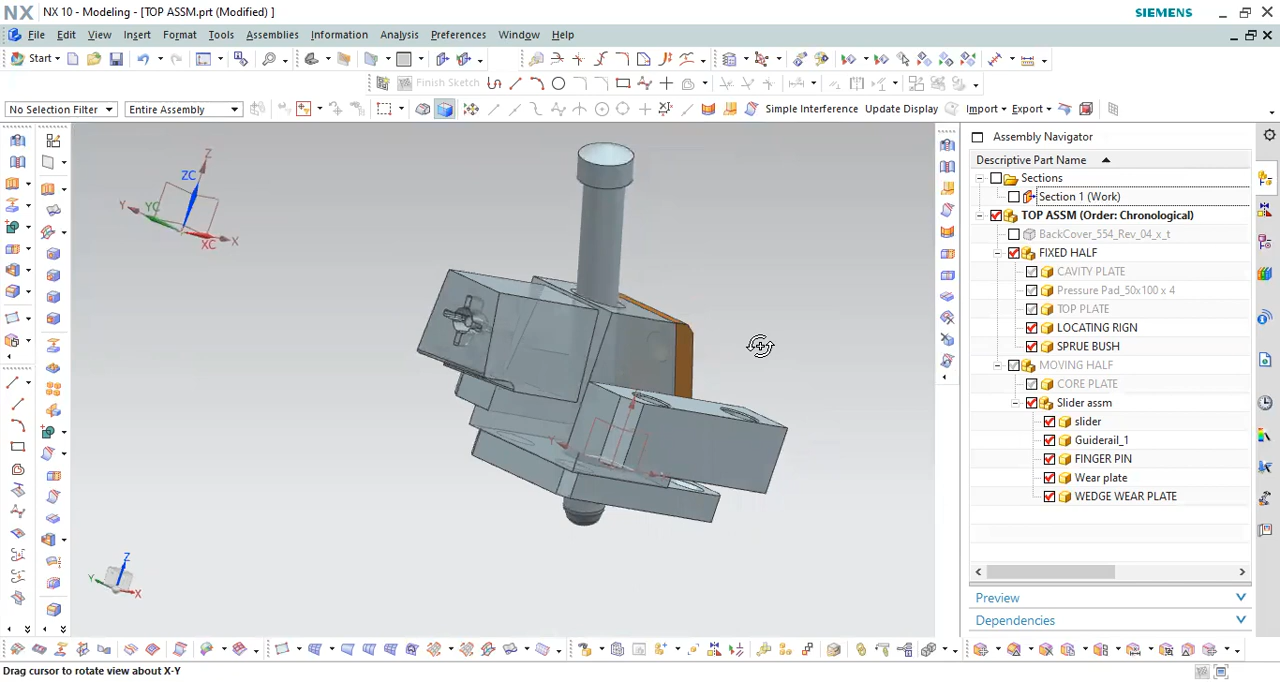 NX NX 10 - Modeling - [TOP ASSM.prt (Modified) ] SIEMENS
File Edit View Insert Format Tools Assemblies Information Analysis Preferences Window Help
Start Finish Sketch
No Selection Filter Entire Assembly Simple Interference Update Display Import Export
Assembly Navigator
Descriptive Part Name
Sections
Section 1 (Work)
TOP ASSM (Order: Chronological)
BackCover_554_Rev_04_x_t
FIXED HALF
CAVITY PLATE
Pressure Pad_50x100 x 4
TOP PLATE
LOCATING RIGN
SPRUE BUSH
MOVING HALF
CORE PLATE
Slider assm
slider
Guiderail_1
FINGER PIN
Wear plate
WEDGE WEAR PLATE
Preview
Dependencies
Z
ZC
Y
YC
XC
X
Y
Z
Y
X
Drag cursor to rotate view about X-Y